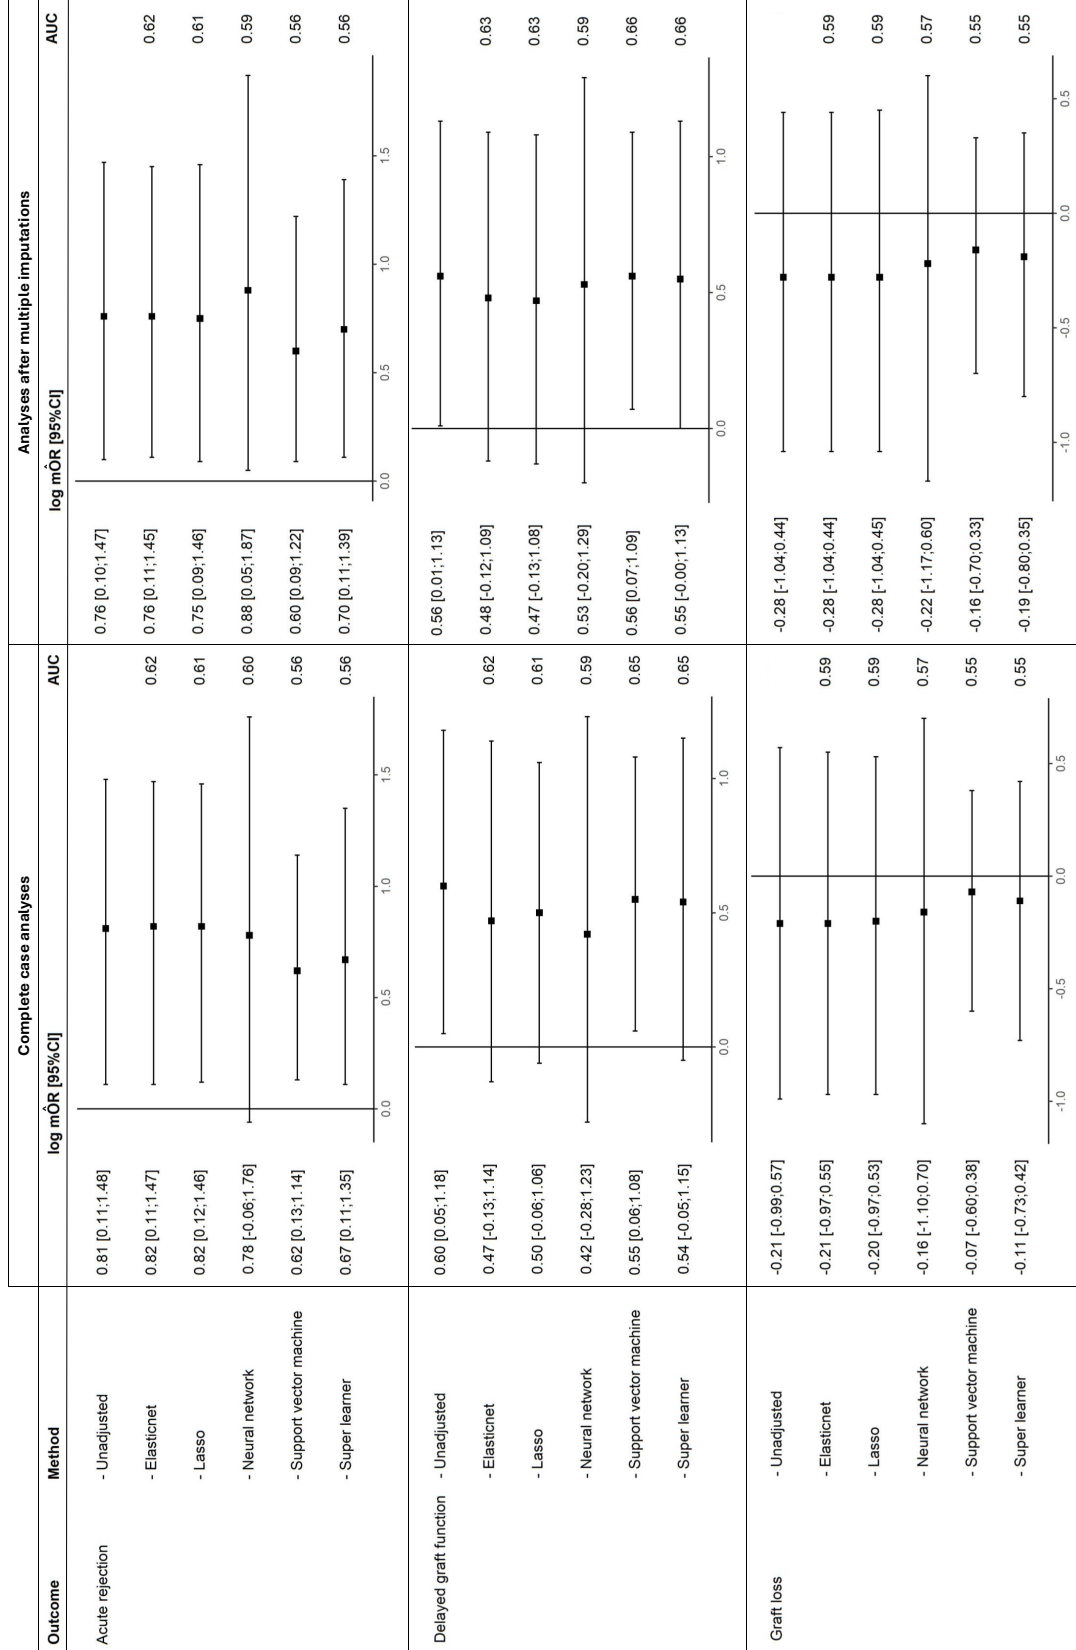 Complete case analyses Analyses after multiple imputations
Outcome Method log mÔR [95%CI] AUC log mÔR [95%CI] AUC
Acute rejection - Unadjusted 0.81 [0.11;1.48] 0.76 [0.10;1.47]
- Elasticnet 0.82 [0.11;1.47] 0.62 0.76 [0.11;1.45] 0.62
- Lasso 0.82 [0.12;1.46] 0.61 0.75 [0.09;1.46] 0.61
- Neural network 0.78 [-0.06;1.76] 0.60 0.88 [0.05;1.87] 0.59
- Support vector machine 0.62 [0.13;1.14] 0.56 0.60 [0.09;1.22] 0.56
- Super learner 0.67 [0.11;1.35] 0.56 0.70 [0.11;1.39] 0.56
0.0 0.5 1.0 1.5 0.0 0.5 1.0 1.5
Delayed graft function - Unadjusted 0.60 [0.05;1.18] 0.56 [0.01;1.13]
- Elasticnet 0.47 [-0.13;1.14] 0.62 0.48 [-0.12;1.09] 0.63
- Lasso 0.50 [-0.06;1.06] 0.61 0.47 [-0.13;1.08] 0.63
- Neural network 0.42 [-0.28;1.23] 0.59 0.53 [-0.20;1.29] 0.59
- Support vector machine 0.55 [0.06;1.08] 0.65 0.56 [0.07;1.09] 0.66
- Super learner 0.54 [-0.05;1.15] 0.65 0.55 [-0.00;1.13] 0.66
0.0 0.5 1.0 0.0 0.5 1.0
Graft loss - Unadjusted -0.21 [-0.99;0.57] -0.28 [-1.04;0.44]
- Elasticnet -0.21 [-0.97;0.55] 0.59 -0.28 [-1.04;0.44] 0.59
- Lasso -0.20 [-0.97;0.53] 0.59 -0.28 [-1.04;0.45] 0.59
- Neural network -0.16 [-1.10;0.70] 0.57 -0.22 [-1.17;0.60] 0.57
- Support vector machine -0.07 [-0.60;0.38] 0.55 -0.16 [-0.70;0.33] 0.55
- Super learner -0.11 [-0.73;0.42] 0.55 -0.19 [-0.80;0.35] 0.55
-1.0 -0.5 0.0 0.5 -1.0 -0.5 0.0 0.5